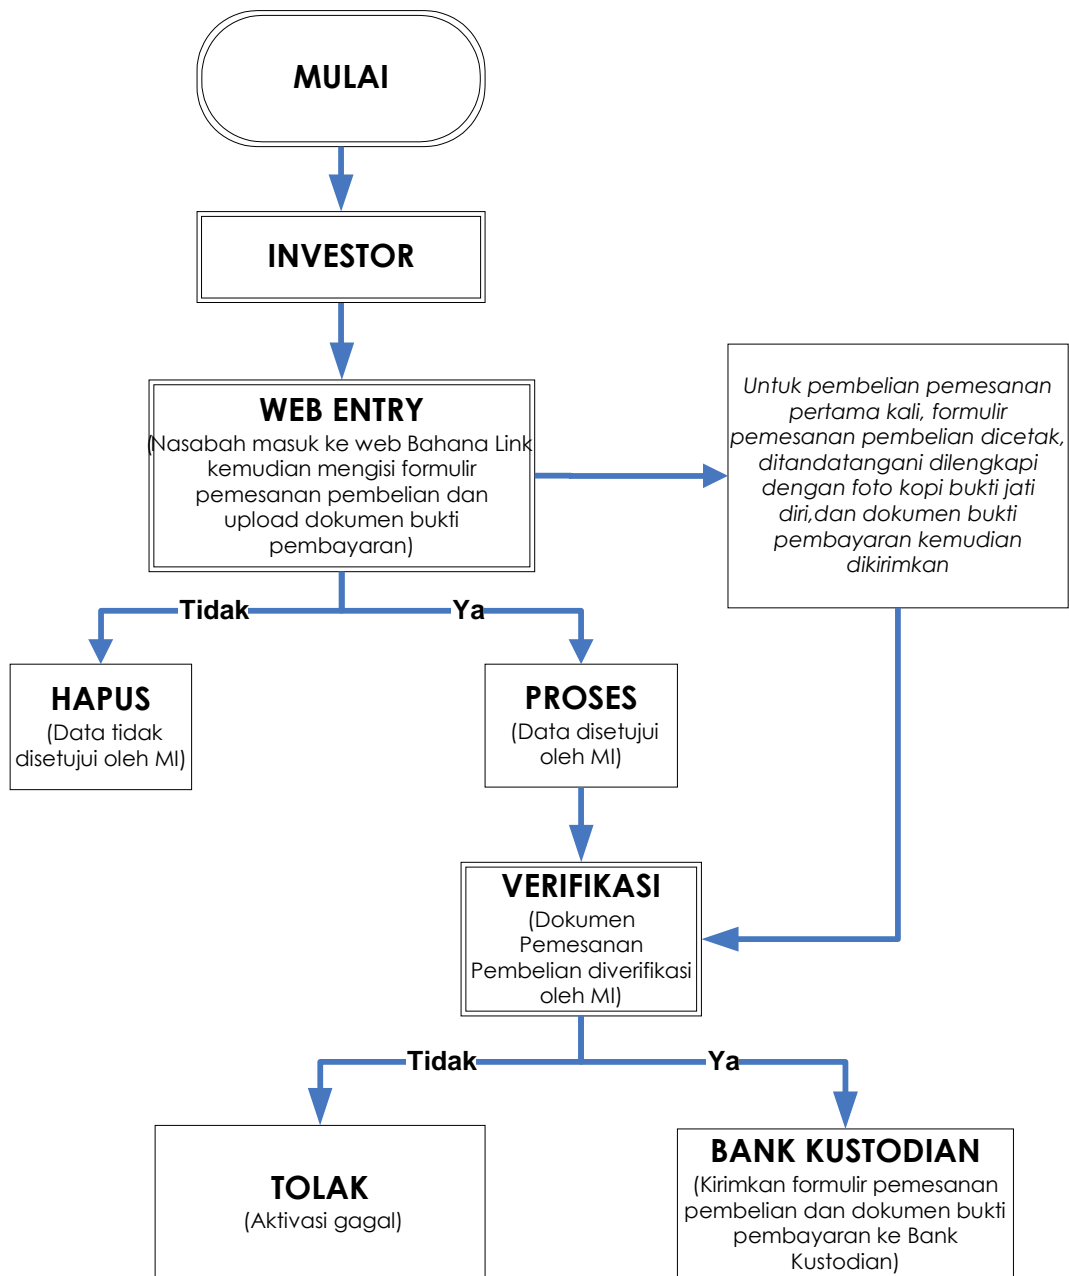 MULAI
INVESTOR
WEB ENTRY
(Nasabah masuk ke web Bahana Link
kemudian mengisi formulir
pemesanan pembelian dan
upload dokumen bukti
pembayaran)
Untuk pembelian pemesanan
pertama kali, formulir
pemesanan pembelian dicetak,
ditandatangani dilengkapi
dengan foto kopi bukti jati
diri,dan dokumen bukti
pembayaran kemudian
dikirimkan
Tidak
Ya
HAPUS
(Data tidak
disetujui oleh MI)
PROSES
(Data disetujui
oleh MI)
VERIFIKASI
(Dokumen
Pemesanan
Pembelian diverifikasi
oleh MI)
Tidak
Ya
TOLAK
(Aktivasi gagal)
BANK KUSTODIAN
(Kirimkan formulir pemesanan
pembelian dan dokumen bukti
pembayaran ke Bank
Kustodian)